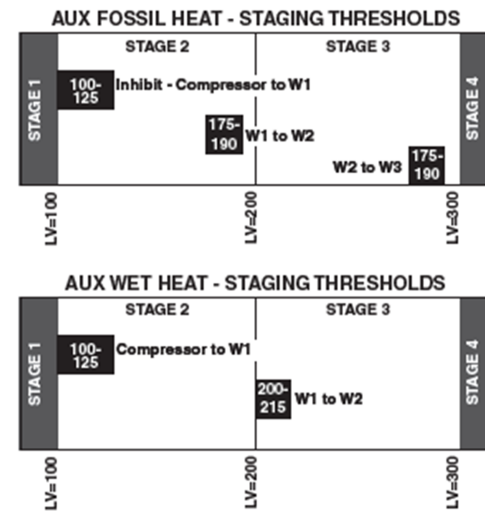 AUX FOSSIL HEAT - STAGING THRESHOLDS
STAGE 1
STAGE 2
STAGE 3
STAGE 4
100-
125
Inhibit - Compressor to W1
175-
190
W1 to W2
W2 to W3
175-
190
LV=100
LV=200
LV=300
AUX WET HEAT - STAGING THRESHOLDS
STAGE 1
STAGE 2
STAGE 3
STAGE 4
100-
125
Compressor to W1
200-
215
W1 to W2
LV=100
LV=200
LV=300